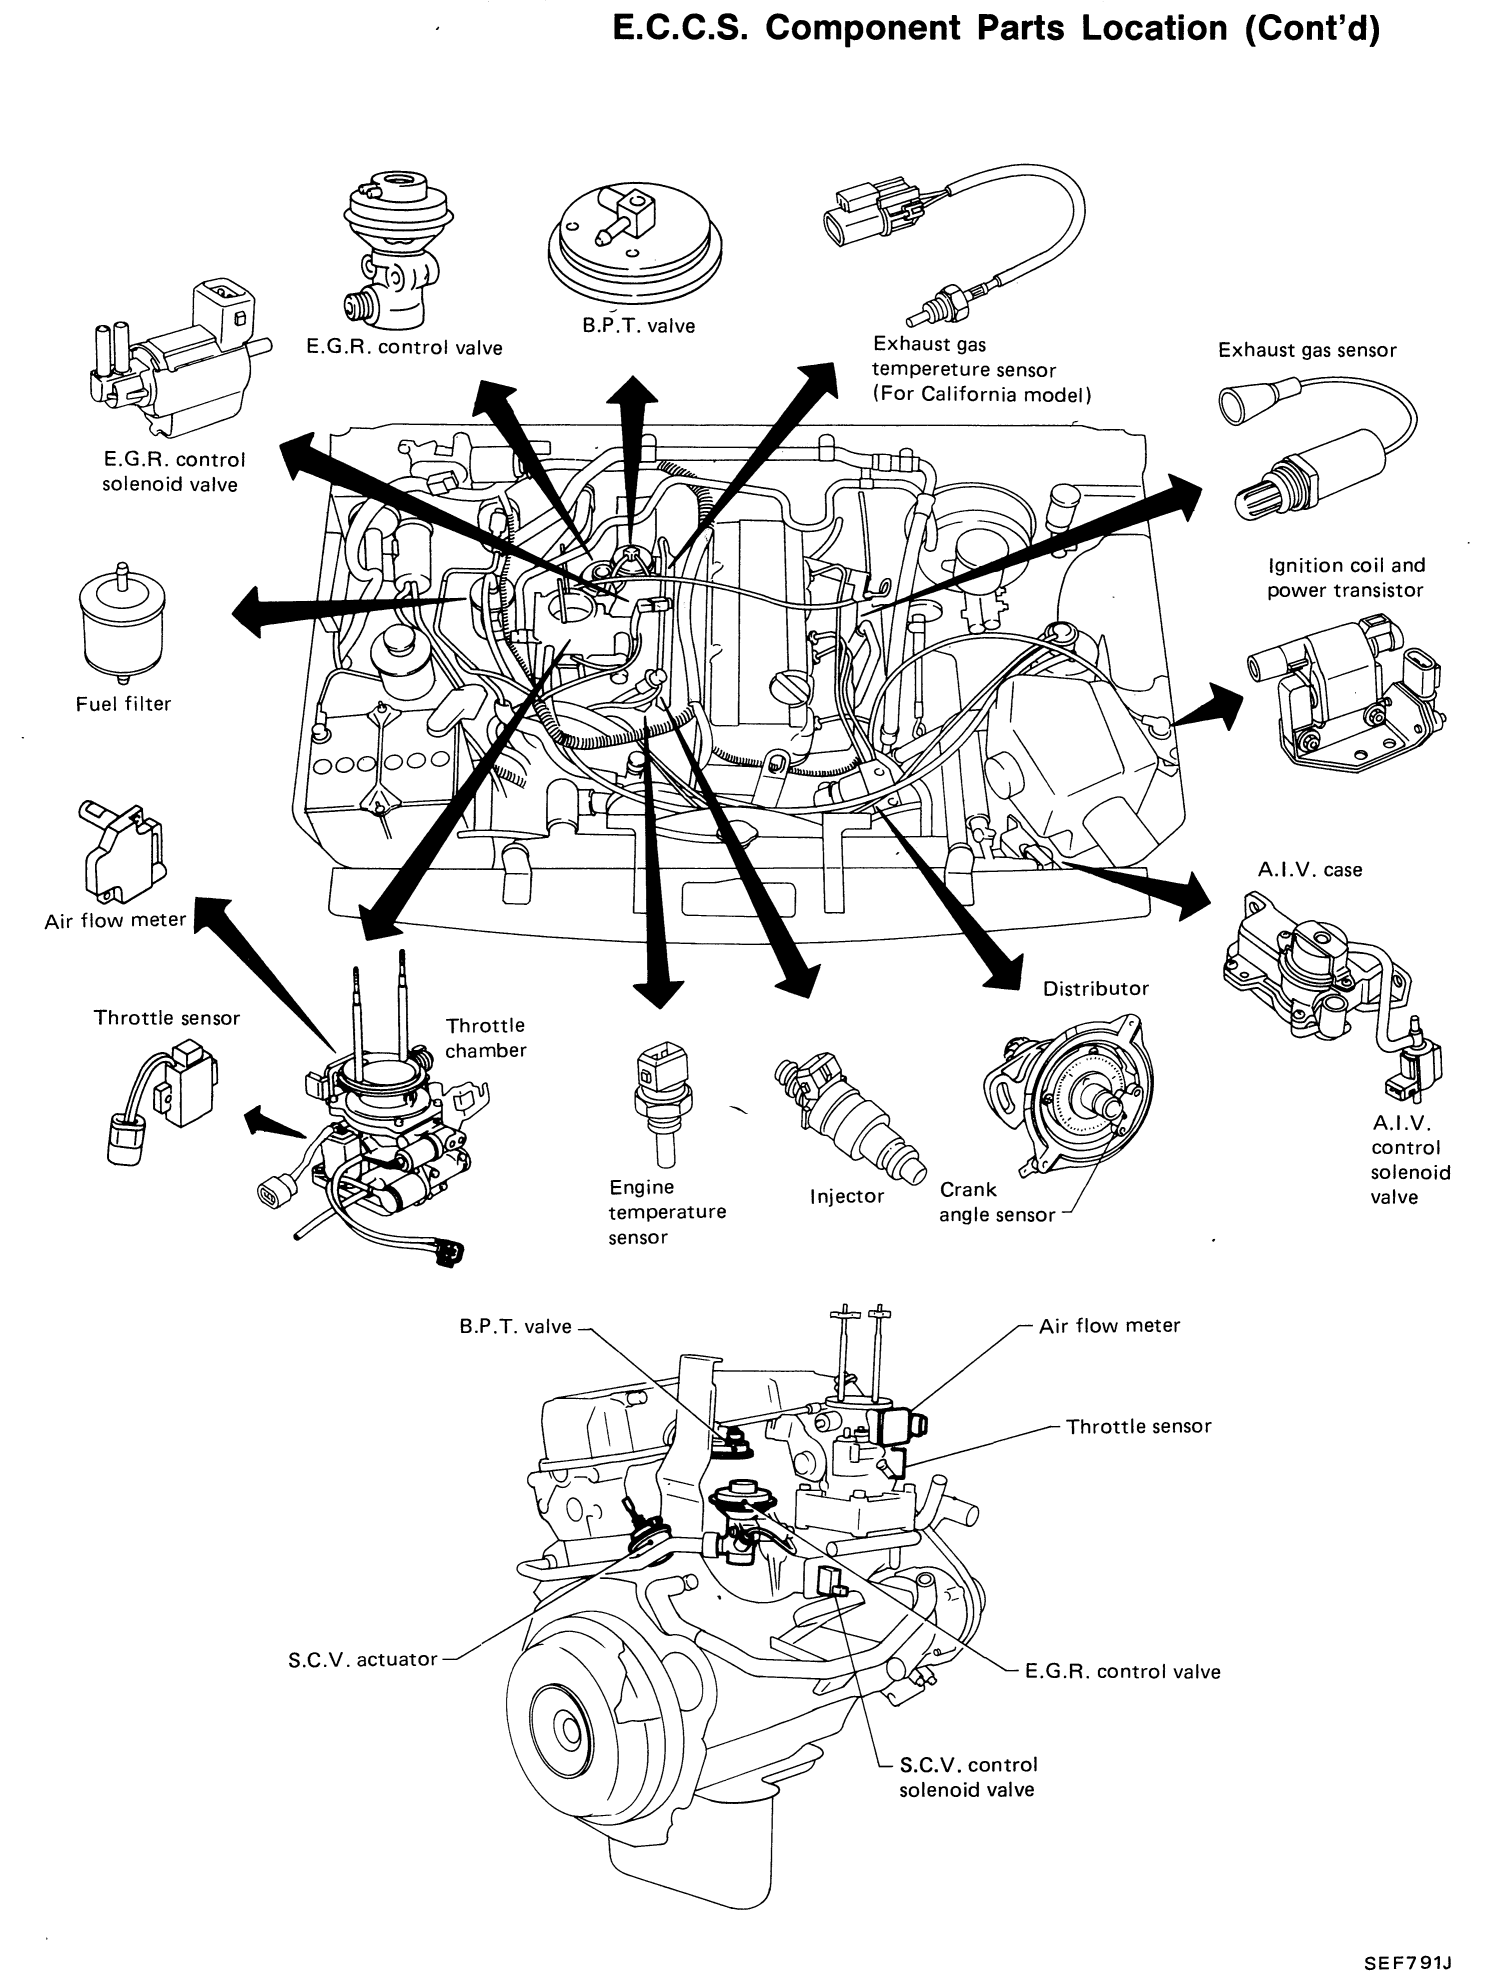 E.C.C.S. Component Parts Location (Cont'd)
E.G.R. control valve
B.P.T. valve
Exhaust gas
tempereture sensor
(For California model)
Exhaust gas sensor
E.G.R. control
solenoid valve
Ignition coil and
power transistor
Fuel filter
Air flow meter
A.I.V. case
Throttle sensor
Throttle
chamber
Distributor
Engine
temperature
sensor
Injector
Crank
angle sensor
A.I.V.
control
solenoid
valve
B.P.T. valve
Air flow meter
Throttle sensor
S.C.V. actuator
E.G.R. control valve
S.C.V. control
solenoid valve
SEF791J